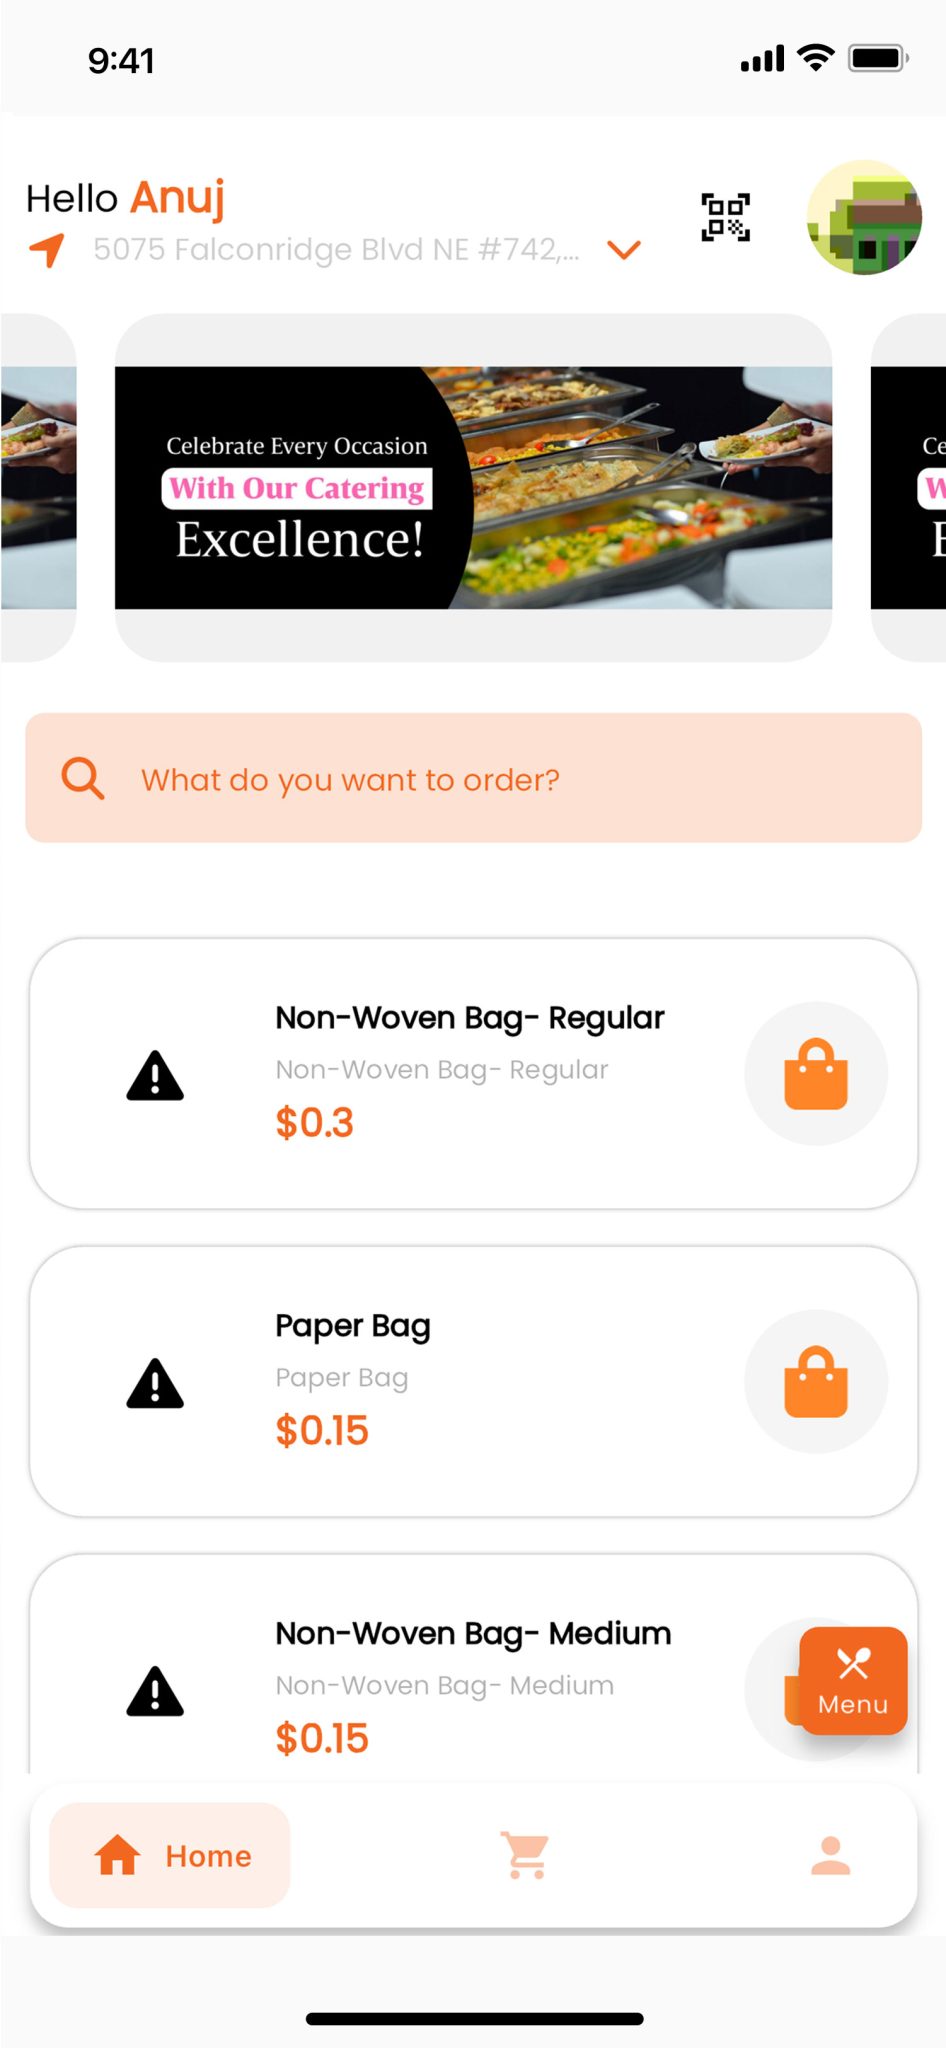 9:41
Hello Anuj
5075 Falconridge Blvd NE #742,...
Celebrate Every Occasion
With Our Catering
Excellence!
Ce
W
E
What do you want to order?
Non-Woven Bag- Regular
Non-Woven Bag- Regular
$0.3
Paper Bag
Paper Bag
$0.15
Non-Woven Bag- Medium
Non-Woven Bag- Medium
$0.15
Menu
Home